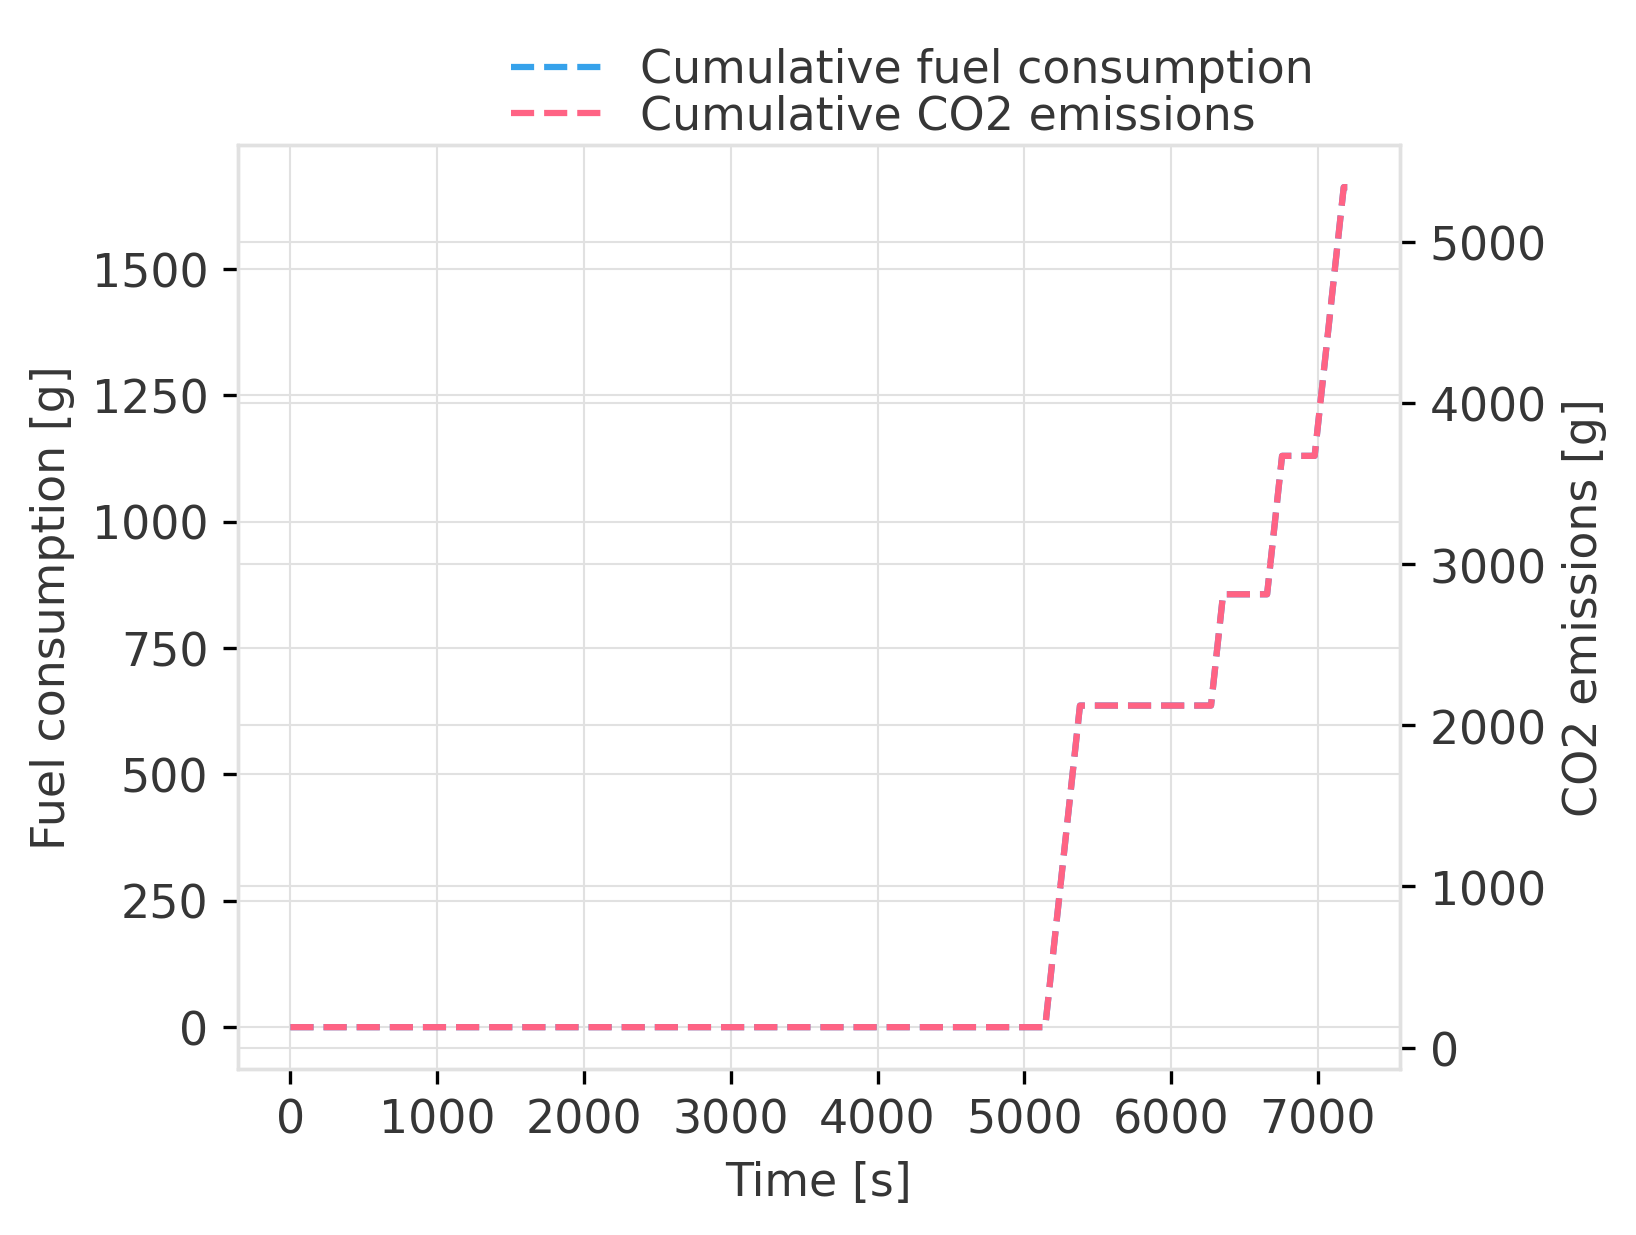 Cumulative fuel consumption
Cumulative CO2 emissions
Fuel consumption [g]
1500
1250
1000
750
500
250
0
5000
4000
3000
2000
1000
0
CO2 emissions [g]
0 1000 2000 3000 4000 5000 6000 7000
Time [s]